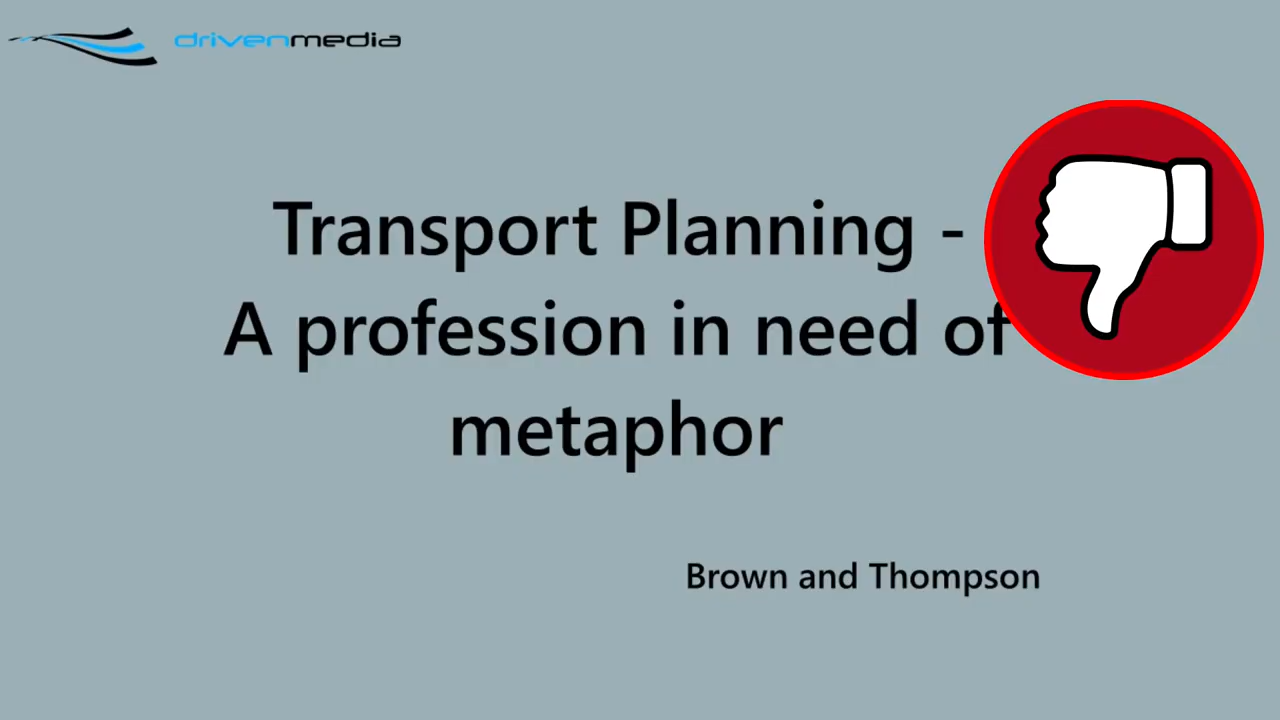 drivenmedia
Transport Planning -
A profession in need of
metaphor
Brown and Thompson